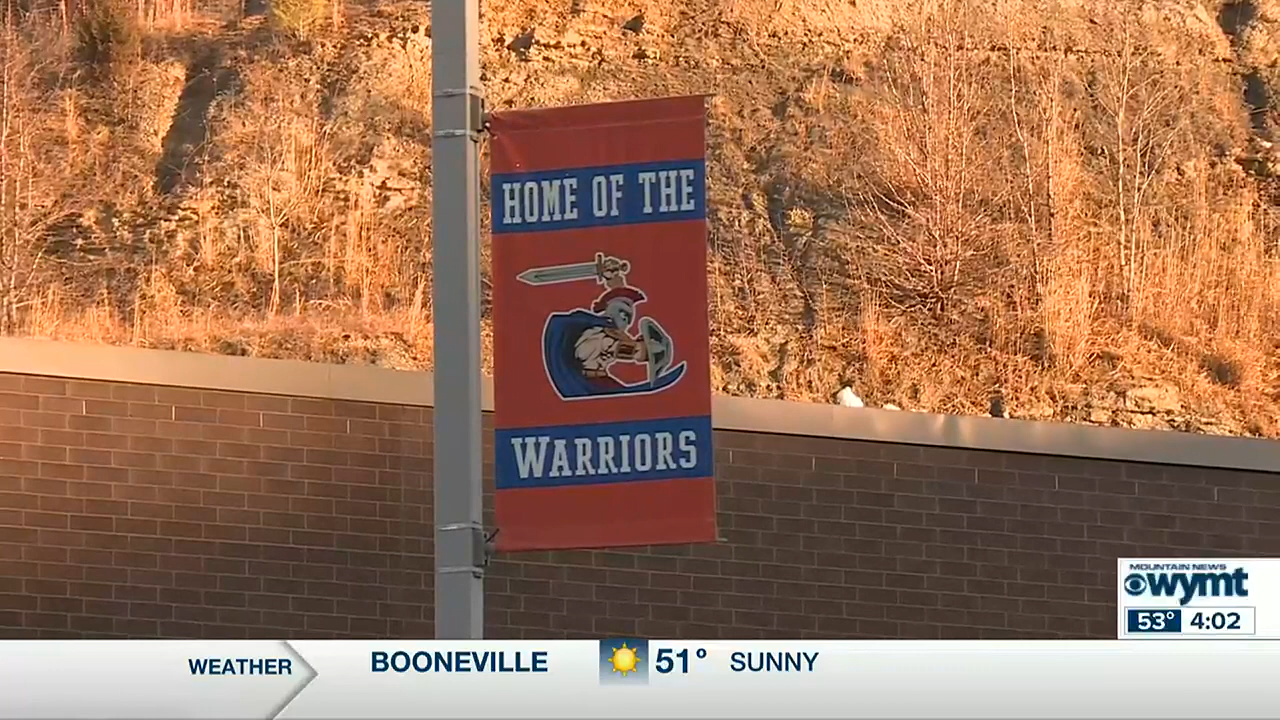 HOME OF THE
WARRIORS
MOUNTAIN NEWS
wymt
53° 4:02
WEATHER BOONEVILLE 51° SUNNY